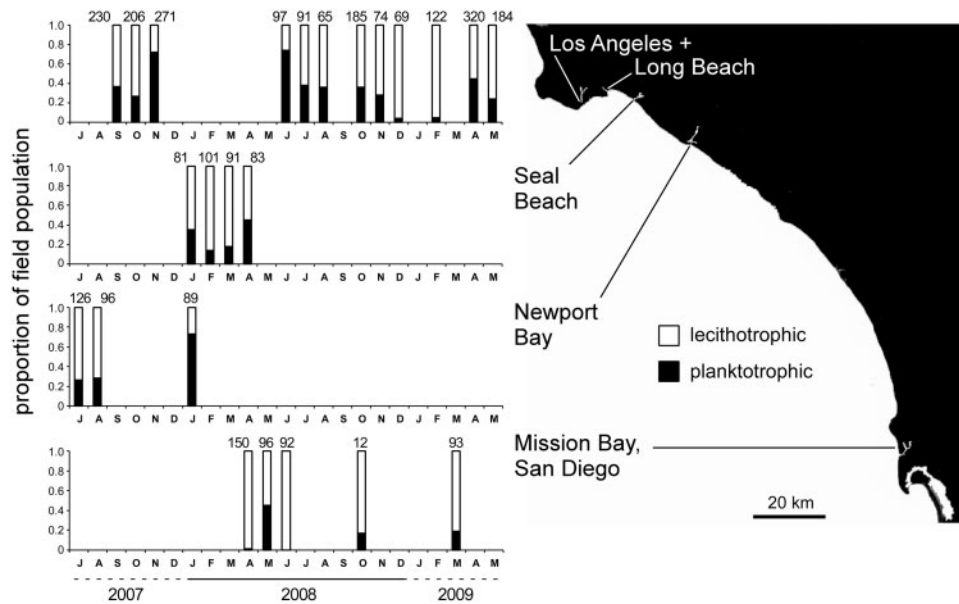 proportion of field population
230 206 271 97 91 65 185 74 69 122 320 184
1.0
0.8
0.6
0.4
0.2
0
J A S O N D J F M A M J J A S O N D J F M A M
81 101 91 83
1.0
0.8
0.6
0.4
0.2
0
J A S O N D J F M A M J J A S O N D J F M A M
126 96 89
1.0
0.8
0.6
0.4
0.2
0
J A S O N D J F M A M J J A S O N D J F M A M
150 96 92 12 93
1.0
0.8
0.6
0.4
0.2
0
J A S O N D J F M A M J J A S O N D J F M A M
2007 2008 2009
Los Angeles +
Long Beach
Seal
Beach
Newport
Bay
lecithotrophic
planktotrophic
Mission Bay,
San Diego
20 km